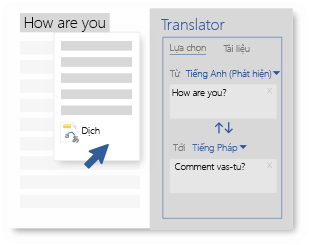 How are you
Dịch
Translator
Lựa chọn
Tài liệu
Từ Tiếng Anh (Phát hiện)
How are you?
X
Tới Tiếng Pháp
Comment vas-tu?
X